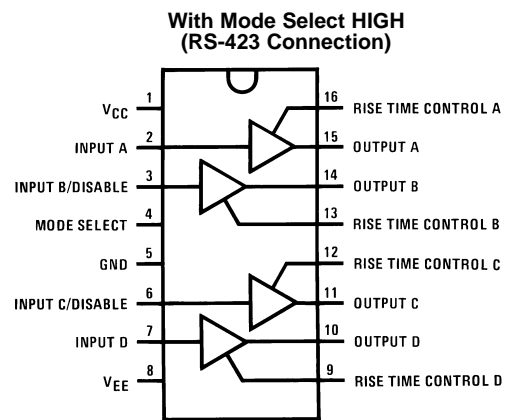 With Mode Select HIGH
(RS-423 Connection)
1
VCC
2
INPUT A
3
INPUT B/DISABLE
4
MODE SELECT
5
GND
6
INPUT C/DISABLE
7
INPUT D
8
VEE
16
RISE TIME CONTROL A
15
OUTPUT A
14
OUTPUT B
13
RISE TIME CONTROL B
12
RISE TIME CONTROL C
11
OUTPUT C
10
OUTPUT D
9
RISE TIME CONTROL D